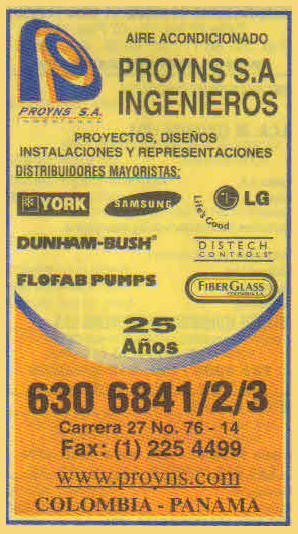 AIRE ACONDICIONADO
PROYNS S.A
INGENIEROS
PROYNS S.A.
INGENIEROS
PROYECTOS, DISEÑOS
INSTALACIONES Y REPRESENTACIONES
DISTRIBUIDORES MAYORISTAS:
YORK
SAMSUNG
LG
Life's Good
DUNHAM-BUSH®
DISTECH
CONTROLS
FLOFAB PUMPS
FIBERGLASS
25
Años
630 6841/2/3
Carrera 27 No. 76 - 14
Fax: (1) 225 4499
www.proyns.com
COLOMBIA - PANAMA